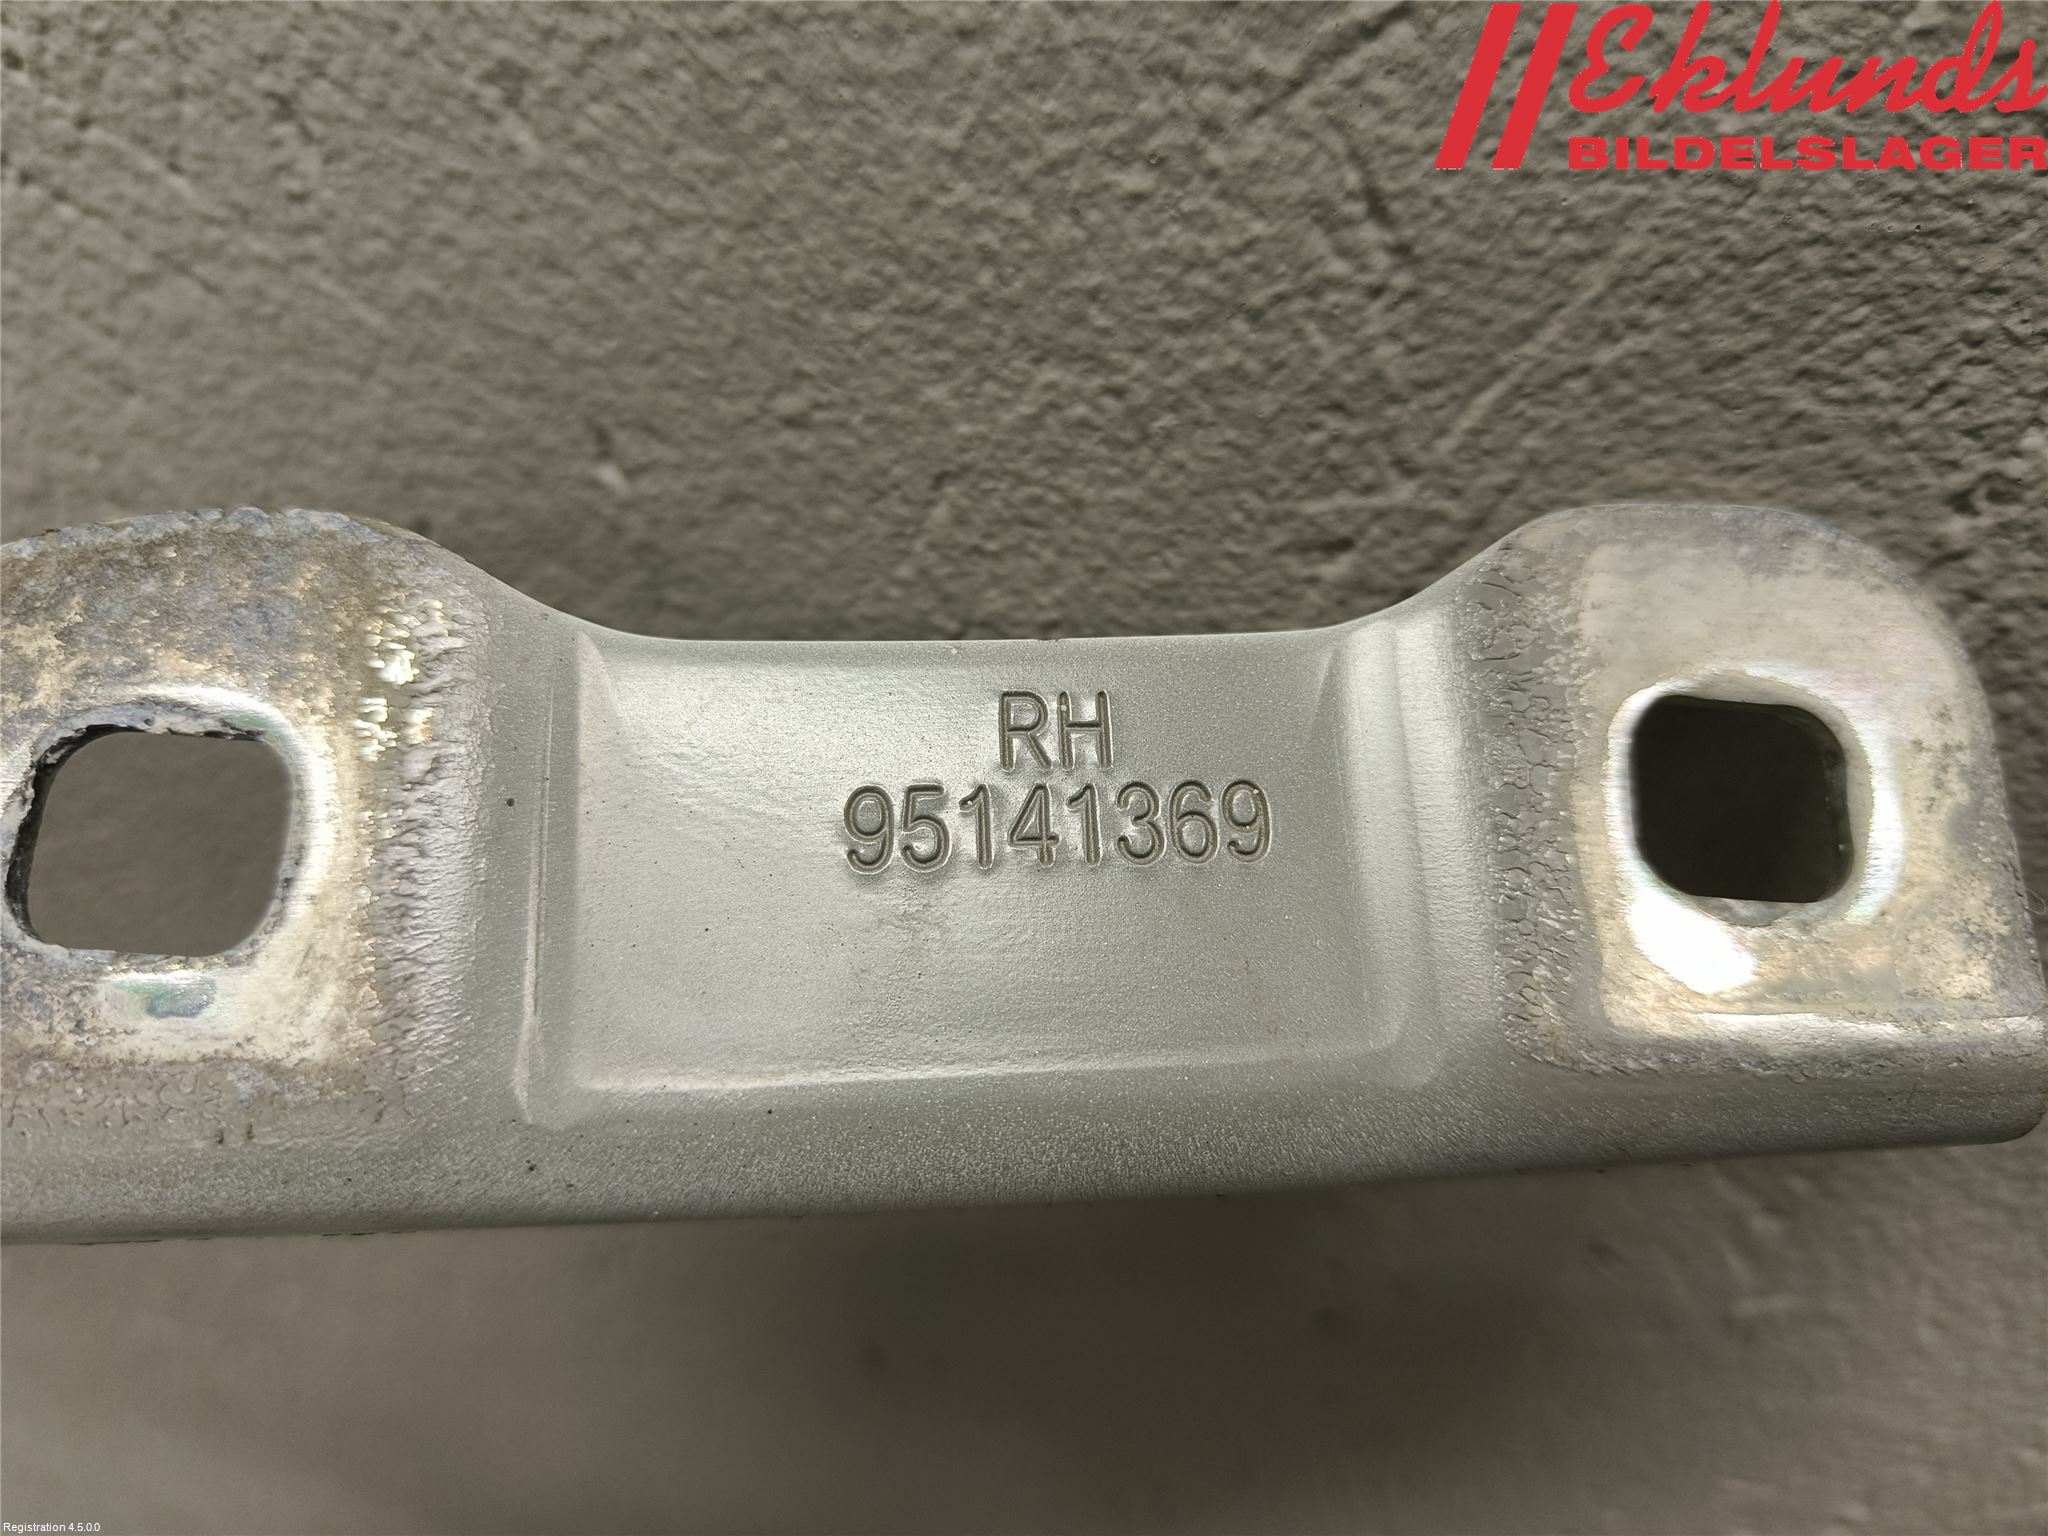 Eklunds
BILDELSLAGER
RH
95141369
Registration 4.5.0.0